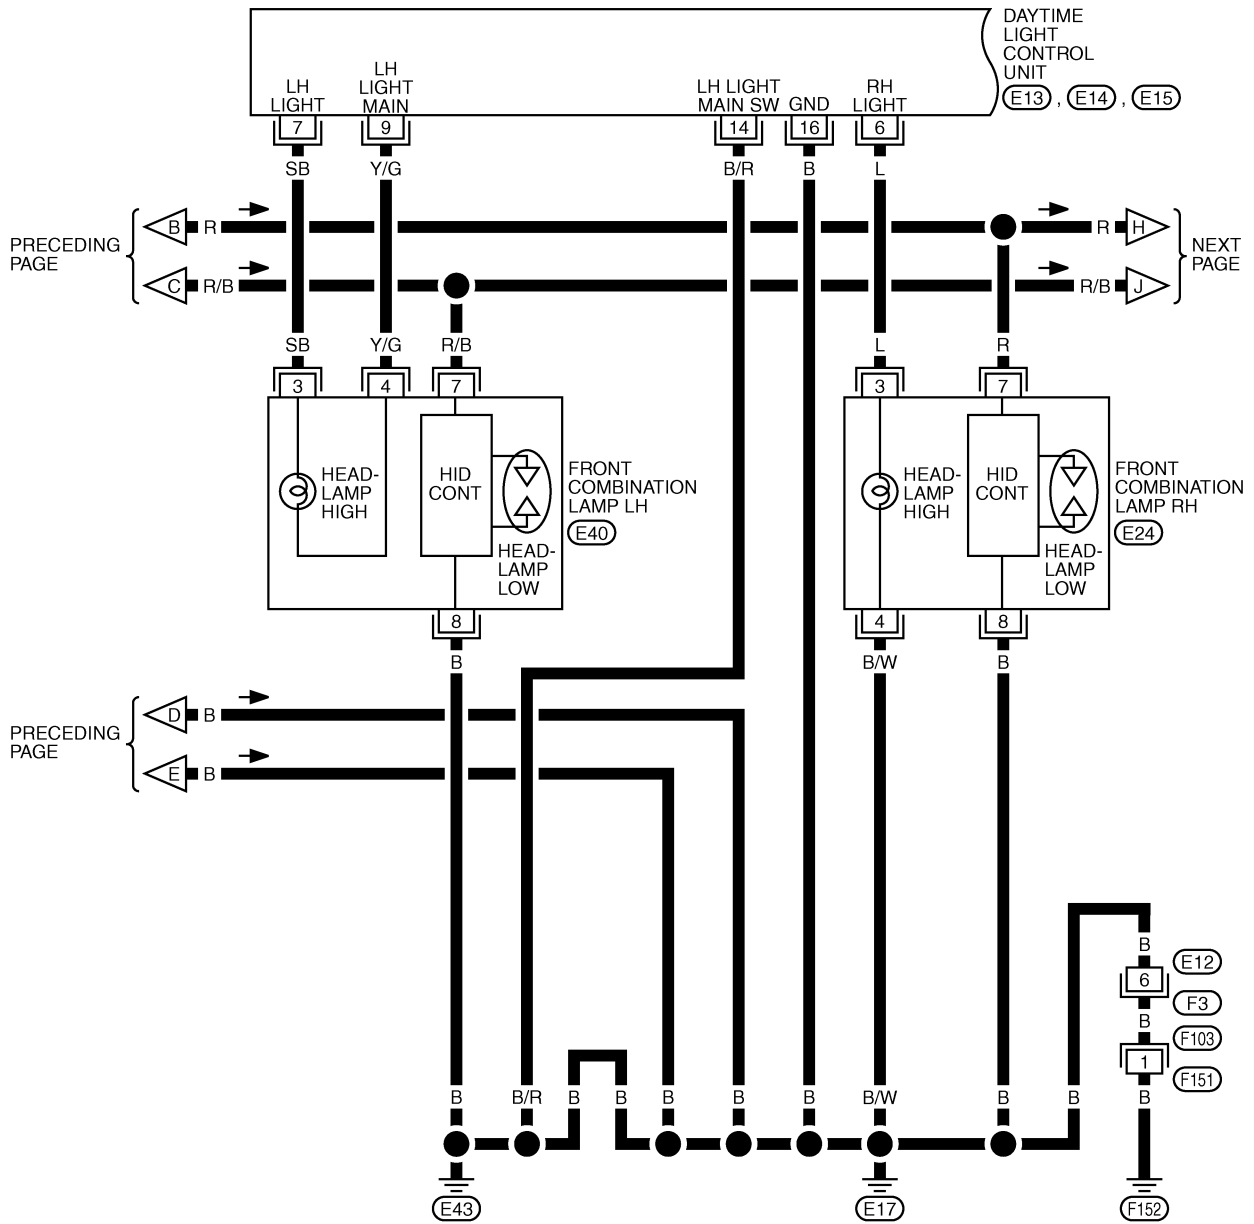 DAYTIME
LIGHT
CONTROL
UNIT
E13 , E14 , E15
LH
LIGHT
LH
LIGHT
MAIN
LH LIGHT
MAIN SW
GND
RH
LIGHT
7
9
14
16
6
SB
Y/G
B/R
B
L
PRECEDING
PAGE
B
R
R
H
C
R/B
R/B
J
NEXT
PAGE
SB
Y/G
R/B
L
R
3
4
7
3
7
HEAD-
LAMP
HIGH
HID
CONT
HEAD-
LAMP
LOW
FRONT
COMBINATION
LAMP LH
E40
HEAD-
LAMP
HIGH
HID
CONT
HEAD-
LAMP
LOW
FRONT
COMBINATION
LAMP RH
E24
8
4
8
B
B/W
B
PRECEDING
PAGE
D
B
E
B
B
E12
6
F3
B
F103
1
F151
B
B/R
B
B
B
B
B
B/W
B
B
B
E43
E17
F152